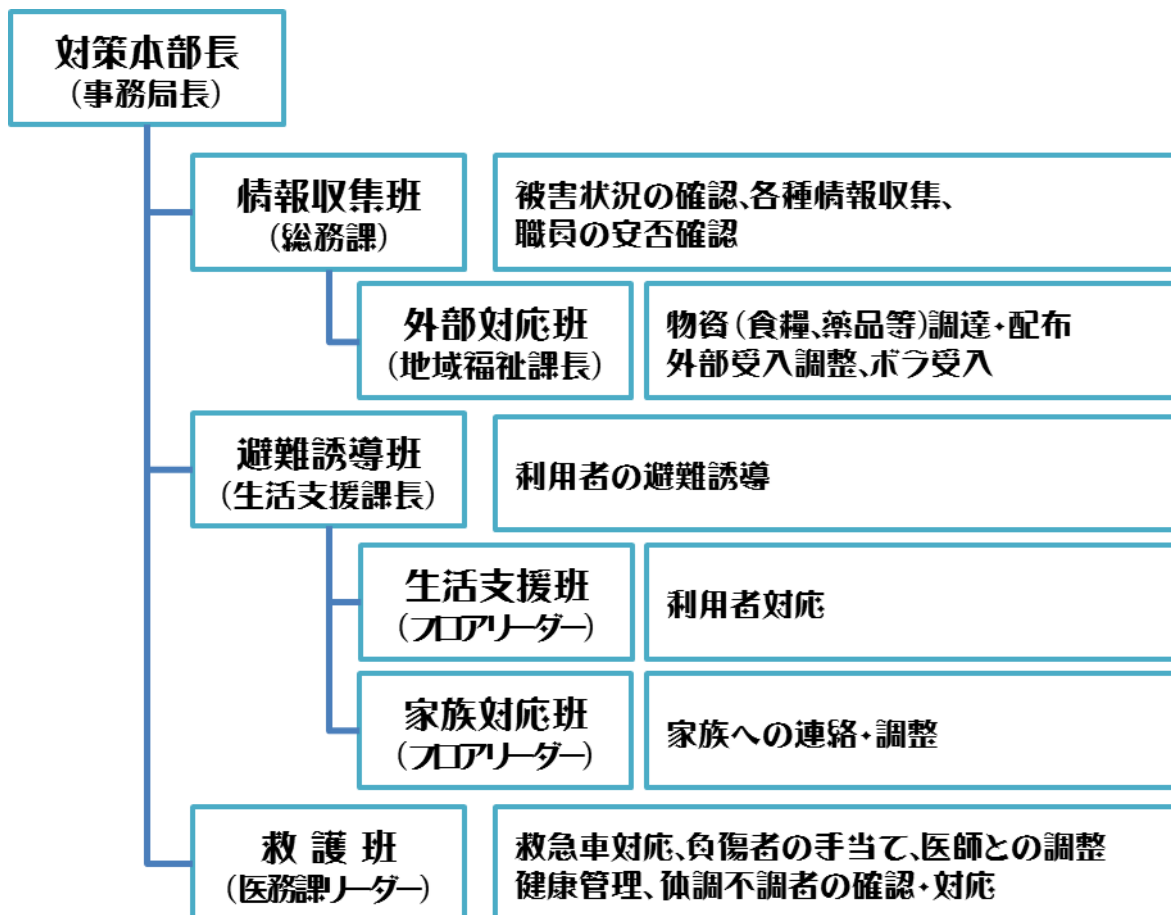 対策本部長
(事務局長)
情報収集班
(総務課)
被害状況の確認、各種情報収集、
職員の安否確認
外部対応班
(地域福祉課長)
物資(食糧、薬品等)調達・配布
外部受入調整、ボラ受入
避難誘導班
(生活支援課長)
利用者の避難誘導
生活支援班
(フロアリーダー)
利用者対応
家族対応班
(フロアリーダー)
家族への連絡・調整
救護班
(医務課リーダー)
救急車対応、負傷者の手当て、医師との調整
健康管理、体調不調者の確認・対応